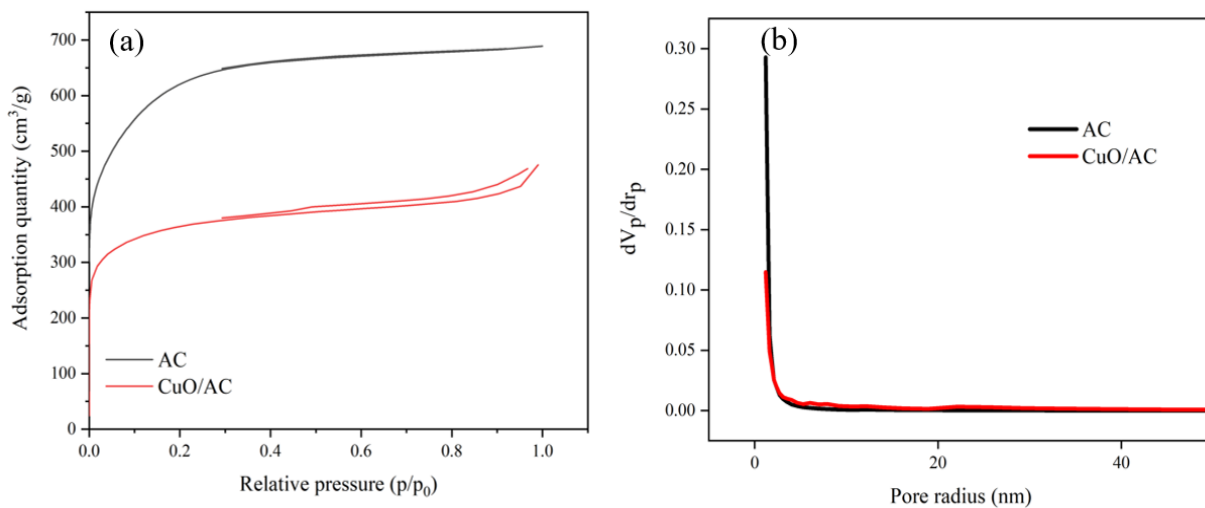 (a)
Adsorption quantity (cm³/g)
700
600
500
400
300
200
100
0
AC
CuO/AC
0.0 0.2 0.4 0.6 0.8 1.0
Relative pressure (p/p₀)
(b)
dVp/drp
0.30
0.25
0.20
0.15
0.10
0.05
0.00
AC
CuO/AC
0 20 40
Pore radius (nm)